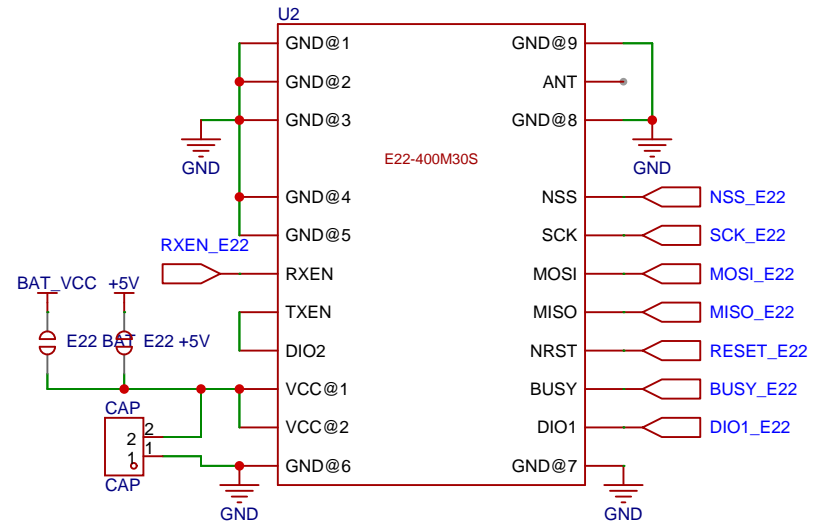 U2
GND@1 GND@9
GND@2 ANT
GND@3 GND@8
E22-400M30S
GND GND
GND@4 NSS NSS_E22
GND@5 SCK SCK_E22
RXEN_E22
RXEN MOSI MOSI_E22
BAT_VCC +5V
TXEN MISO MISO_E22
E22 BAT E22 +5V
DIO2 NRST RESET_E22
VCC@1 BUSY BUSY_E22
CAP
VCC@2 DIO1 DIO1_E22
2 2
1 1
GND@6 GND@7
CAP
GND GND